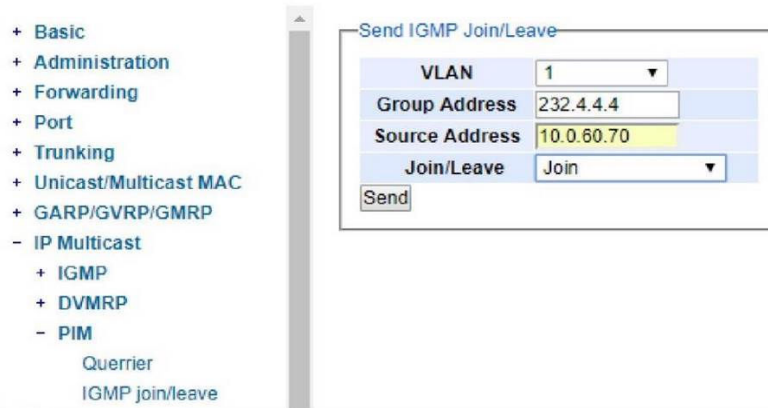 + Basic
+ Administration
+ Forwarding
+ Port
+ Trunking
+ Unicast/Multicast MAC
+ GARP/GVRP/GMRP
− IP Multicast
+ IGMP
+ DVMRP
− PIM
Querrier
IGMP join/leave
Send IGMP Join/Leave
VLAN 1
Group Address 232.4.4.4
Source Address 10.0.60.70
Join/Leave Join
Send